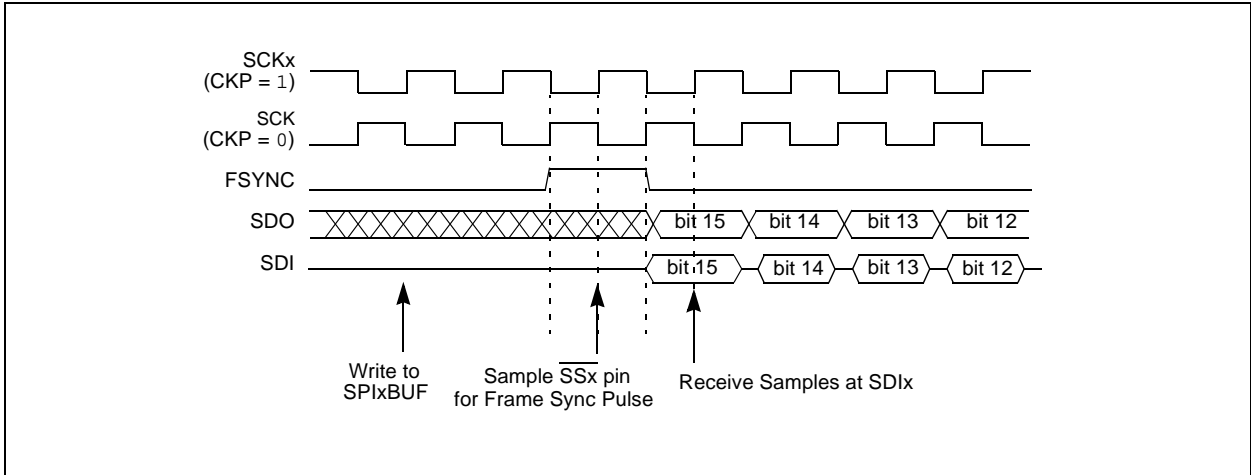 SCKx
(CKP = 1)
SCK
(CKP = 0)
FSYNC
SDO bit 15 bit 14 bit 13 bit 12
SDI bit 15 bit 14 bit 13 bit 12
Write to
SPIxBUF
Sample SSx pin
for Frame Sync Pulse
Receive Samples at SDIx